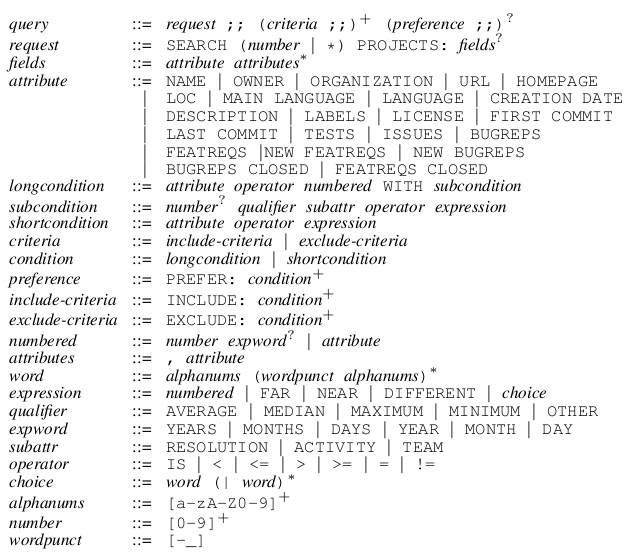 query ::= request ;; (criteria ;;)+ (preference ;;)?
request ::= SEARCH (number | *) PROJECTS: fields?
fields ::= attribute attributes*
attribute ::= NAME | OWNER | ORGANIZATION | URL | HOMEPAGE
| LOC | MAIN LANGUAGE | LANGUAGE | CREATION DATE
| DESCRIPTION | LABELS | LICENSE | FIRST COMMIT
| LAST COMMIT | TESTS | ISSUES | BUGREPS
| FEATREQS |NEW FEATREQS | NEW BUGREPS
| BUGREPS CLOSED | FEATREQS CLOSED
longcondition ::= attribute operator numbered WITH subcondition
subcondition ::= number? qualifier subattr operator expression
shortcondition ::= attribute operator expression
criteria ::= include-criteria | exclude-criteria
condition ::= longcondition | shortcondition
preference ::= PREFER: condition+
include-criteria ::= INCLUDE: condition+
exclude-criteria ::= EXCLUDE: condition+
numbered ::= number expword? | attribute
attributes ::= , attribute
word ::= alphanums (wordpunct alphanums)*
expression ::= numbered | FAR | NEAR | DIFFERENT | choice
qualifier ::= AVERAGE | MEDIAN | MAXIMUM | MINIMUM | OTHER
expword ::= YEARS | MONTHS | DAYS | YEAR | MONTH | DAY
subattr ::= RESOLUTION | ACTIVITY | TEAM
operator ::= IS | < | <= | > | >= | = | !=
choice ::= word (| word)*
alphanums ::= [a-zA-Z0-9]+
number ::= [0-9]+
wordpunct ::= [-_]